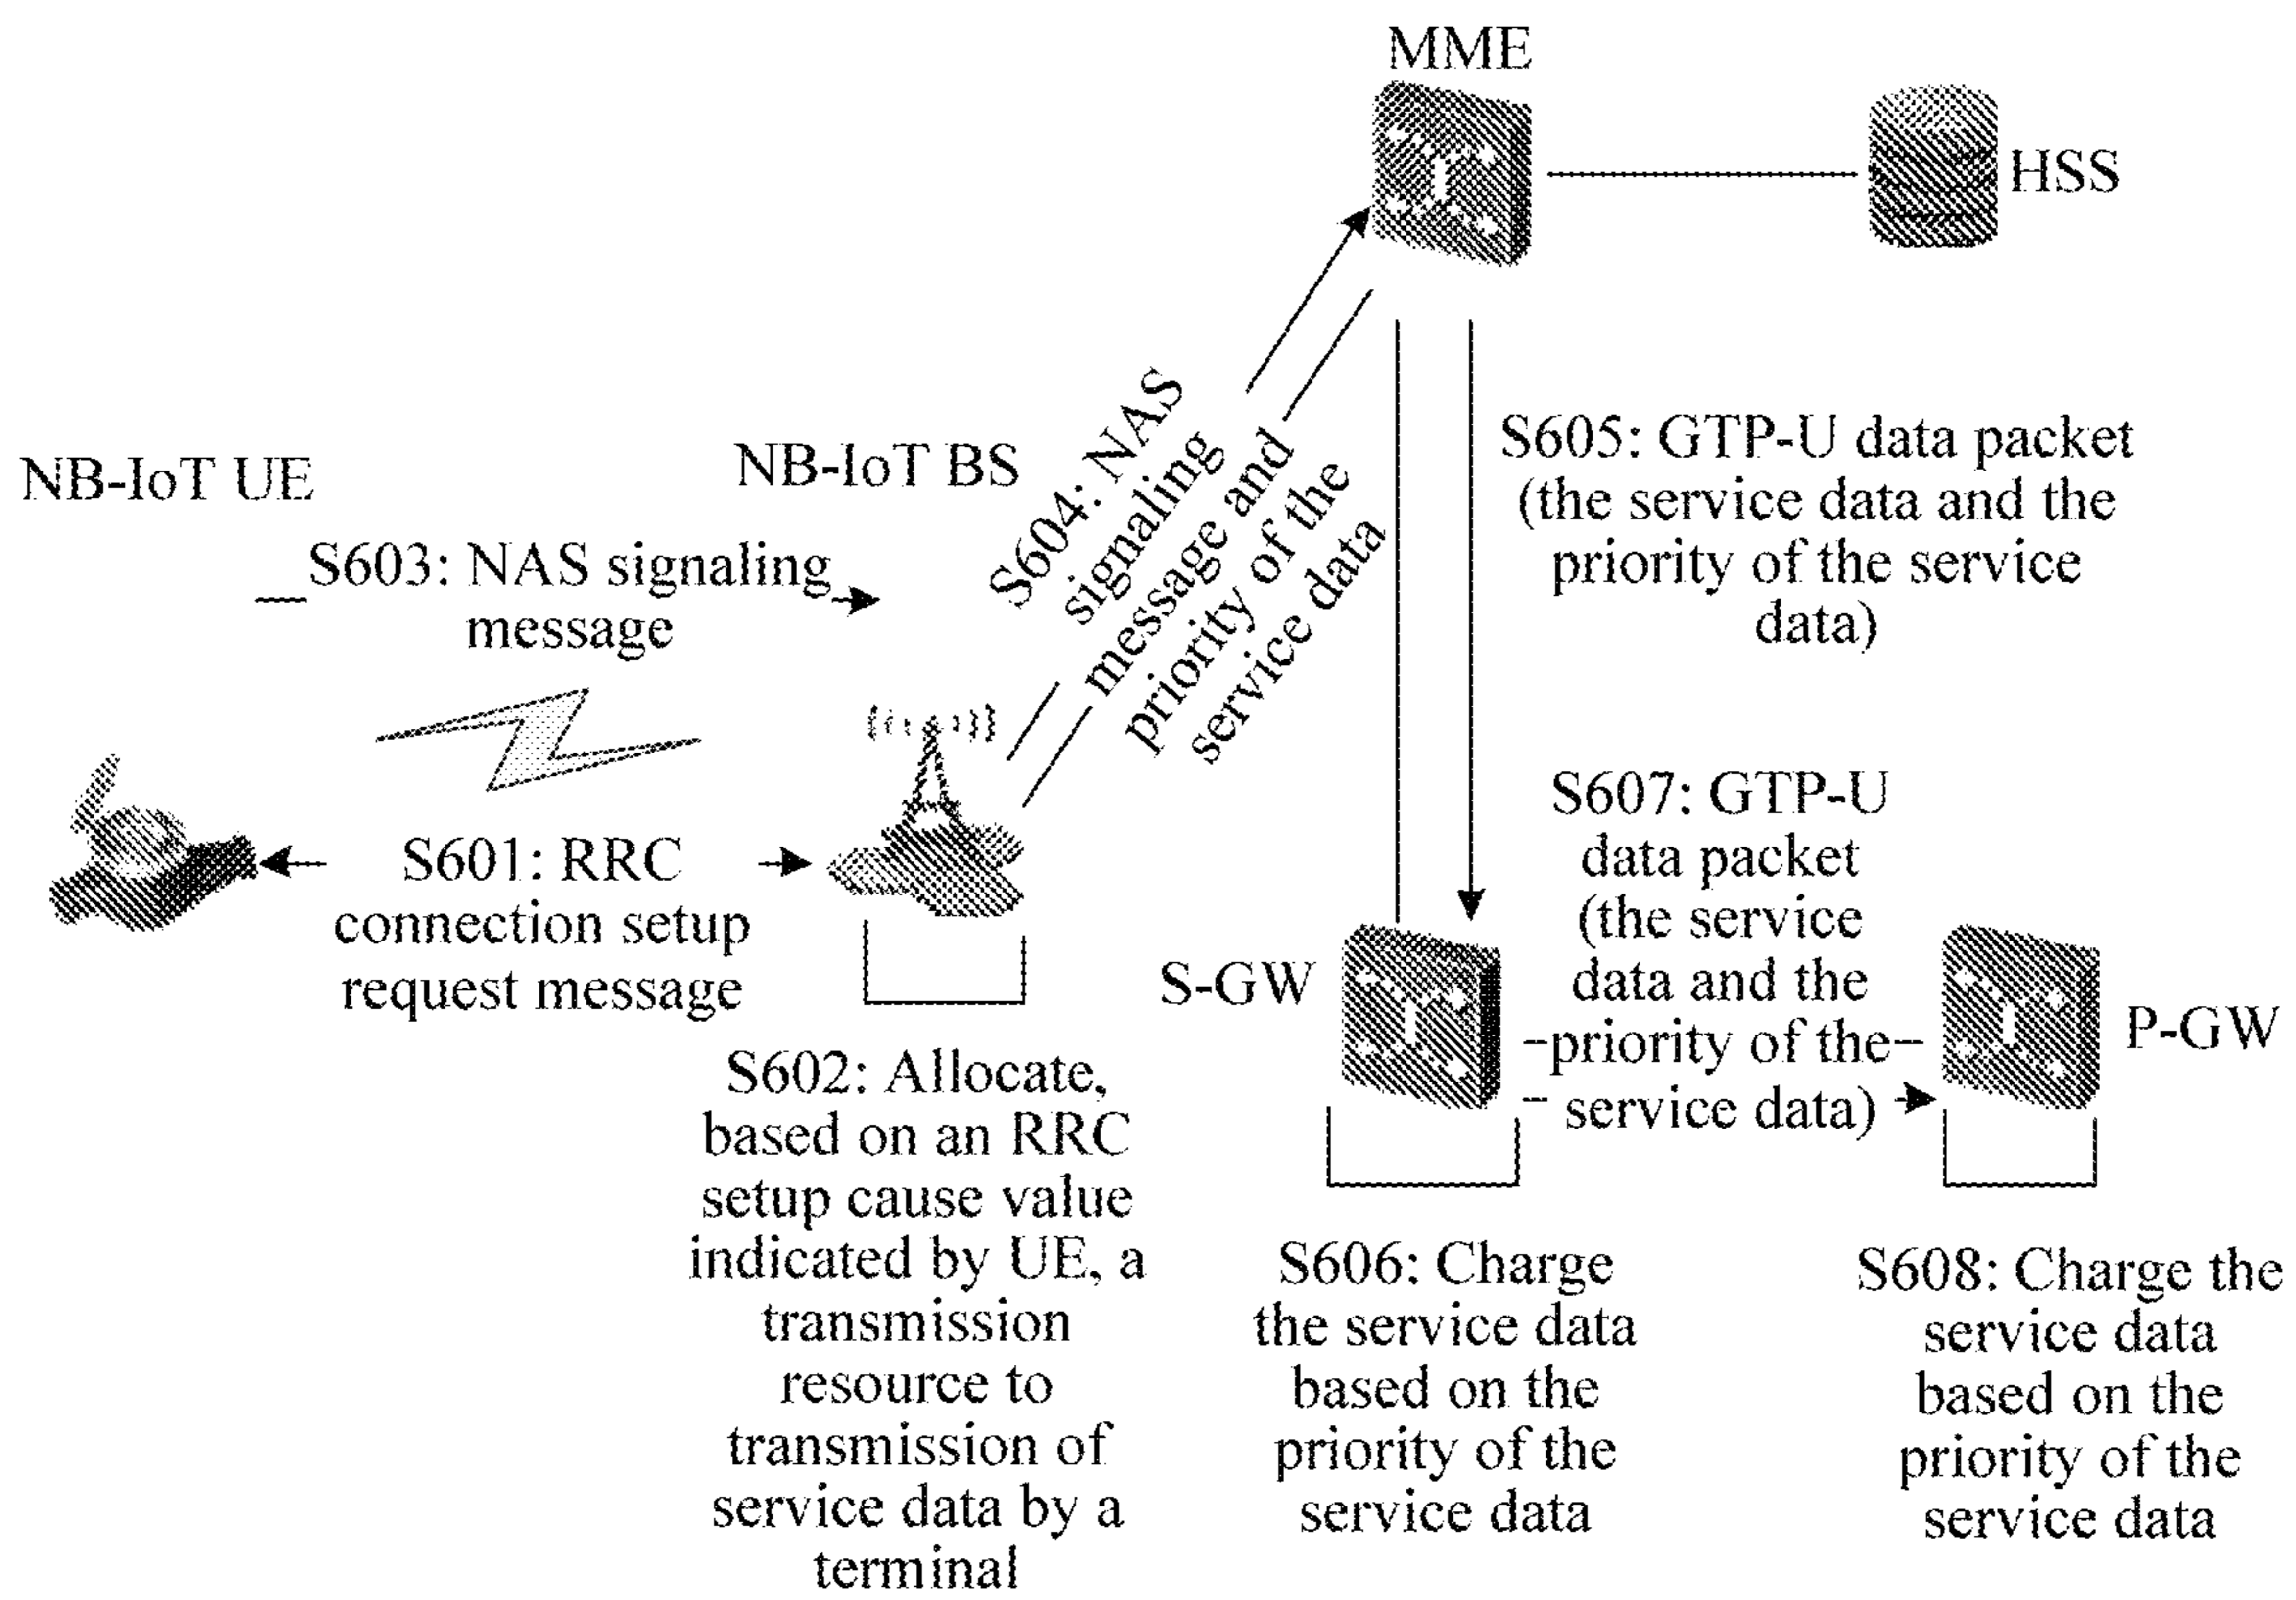 MME
HSS
NB-IoT UE
NB-IoT BS
S603: NAS signaling
message
S604: NAS
signaling
message and
priority of the
service data
S605: GTP-U data packet
(the service data and the
priority of the service
data)
S601: RRC
connection setup
request message
S607: GTP-U
data packet
(the service
data and the
priority of the
service data)
S-GW
P-GW
S602: Allocate,
based on an RRC
setup cause value
indicated by UE, a
transmission
resource to
transmission of
service data by a
terminal
S606: Charge
the service data
based on the
priority of the
service data
S608: Charge the
service data
based on the
priority of the
service data